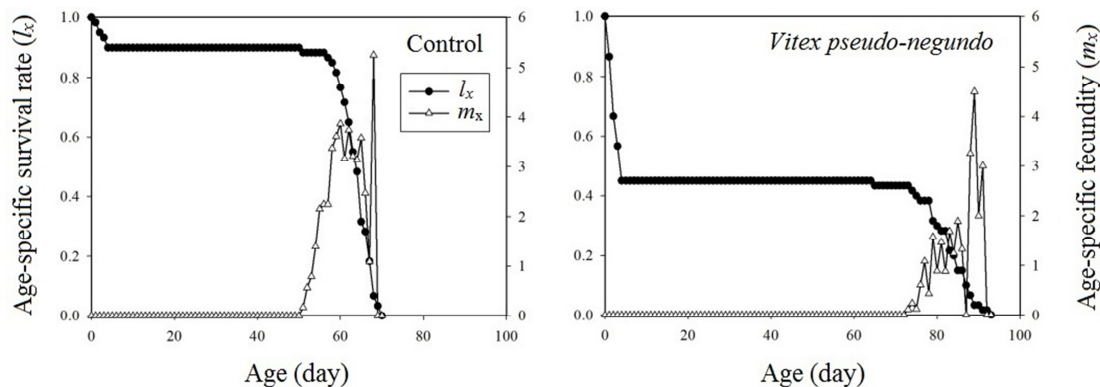 Control
Vitex pseudo-negundo
lx
mx
Age-specific survival rate (lx)
1.0
0.8
0.6
0.4
0.2
0.0
6
5
4
3
2
1
0
0 20 40 60 80 100
Age (day)
1.0
0.8
0.6
0.4
0.2
0.0
6
5
4
3
2
1
0
0 20 40 60 80 100
Age (day)
Age-specific fecundity (mx)